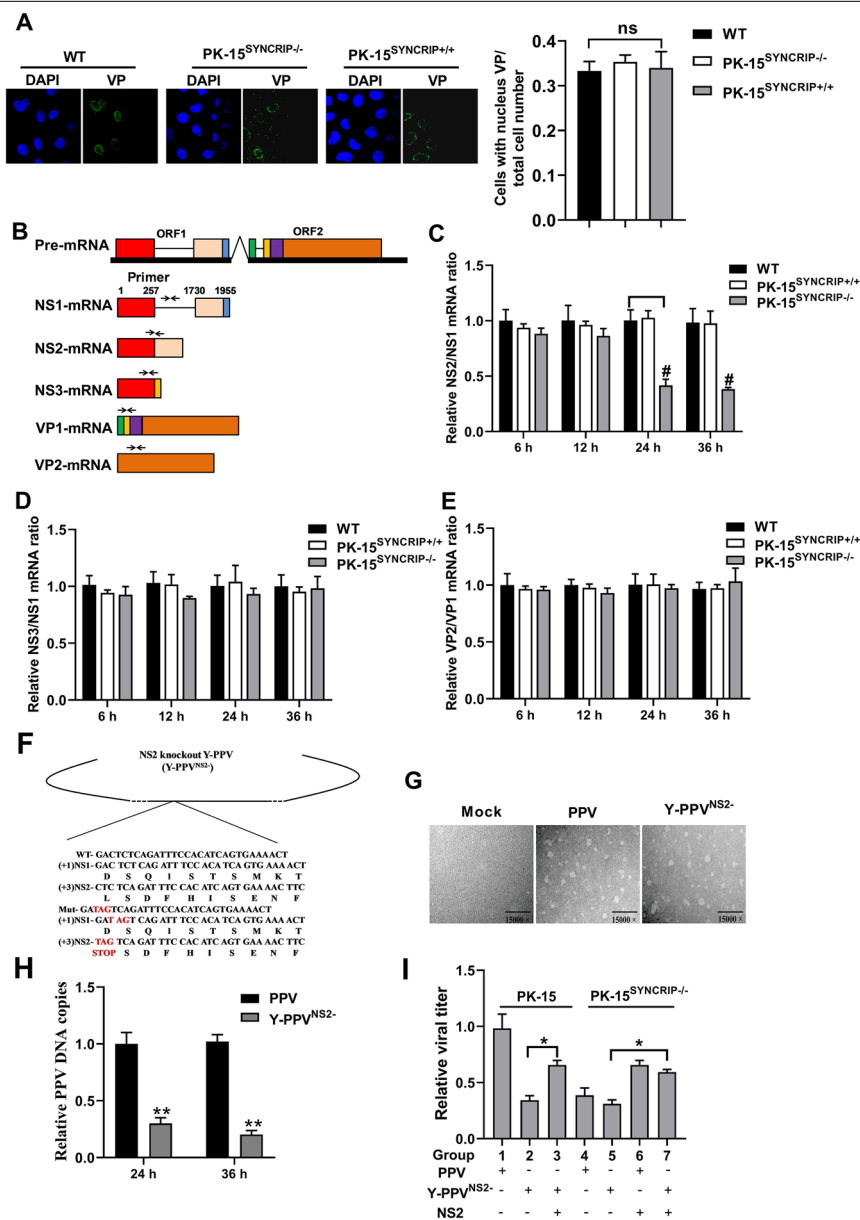 A
WT
PK-15SYNCRIP-/-
PK-15SYNCRIP+/+
DAPI VP
DAPI VP
DAPI VP
Cells with nucleus VP/
total cell number
0.4
0.3
0.2
0.1
0.0
ns
WT
PK-15SYNCRIP-/-
PK-15SYNCRIP+/+
B
Pre-mRNA
ORF1
ORF2
Primer
1 257 1730 1955
NS1-mRNA
NS2-mRNA
NS3-mRNA
VP1-mRNA
VP2-mRNA
C
Relative NS2/NS1 mRNA ratio
1.5
1.0
0.5
0.0
WT
PK-15SYNCRIP+/+
PK-15SYNCRIP-/-
# #
6 h 12 h 24 h 36 h
D
Relative NS3/NS1 mRNA ratio
1.5
1.0
0.5
0.0
WT
PK-15SYNCRIP+/+
PK-15SYNCRIP-/-
6 h 12 h 24 h 36 h
E
Relative VP2/VP1 mRNA ratio
1.5
1.0
0.5
0.0
WT
PK-15SYNCRIP+/+
PK-15SYNCRIP-/-
6 h 12 h 24 h 36 h
F
NS2 knockout Y-PPV
(Y-PPVNS2-)
WT- GACTCTCAGATTTCCACATCAGTGAAAACT
(+1)NS1- GAC TCT CAG ATT TCC ACA TCA GTG AAA ACT
D S Q I S T S M K T
(+3)NS2- CTC TCA GAT TTC CAC ATC AGT GAA AAC TTC
L S D F H I S E N F
Mut- GATAGTCAGATTTCCACATCAGTGAAAACT
(+1)NS1- GAT AGT CAG ATT TCC ACA TCA GTG AAA ACT
D S Q I S T S M K T
(+3)NS2- TAG TCA GAT TTC CAC ATC AGT GAA AAC TTC
STOP S D F H I S E N F
G
Mock PPV Y-PPVNS2-
15000 × 15000 × 15000 ×
H
Relative PPV DNA copies
1.5
1.0
0.5
0.0
PPV
Y-PPVNS2-
** **
24 h 36 h
I
Relative viral titer
1.5
1.0
0.5
0.0
PK-15 PK-15SYNCRIP-/-
* *
Group 1 2 3 4 5 6 7
PPV + - - + - + -
Y-PPVNS2- - + + - + - +
NS2 - - + - - + +